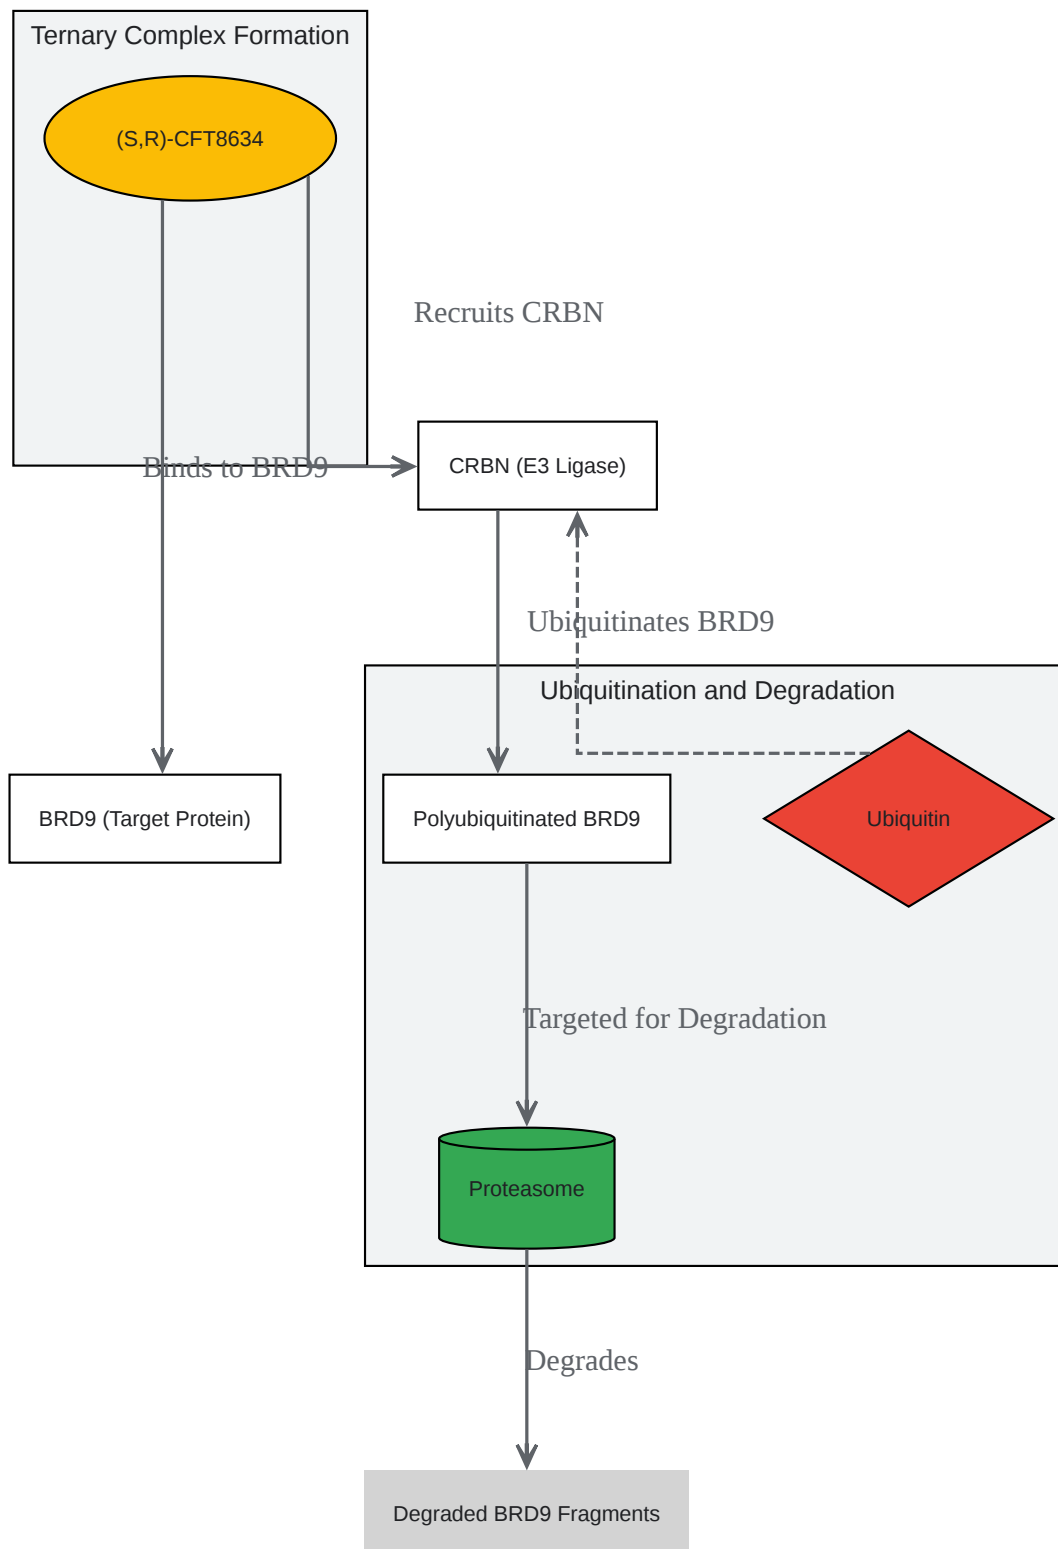 Ternary Complex Formation
(S,R)-CFT8634
Recruits CRBN
Binds to BRD9
CRBN (E3 Ligase)
Ubiquitinates BRD9
Ubiquitination and Degradation
BRD9 (Target Protein)
Polyubiquitinated BRD9
Ubiquitin
Targeted for Degradation
Proteasome
Degrades
Degraded BRD9 Fragments